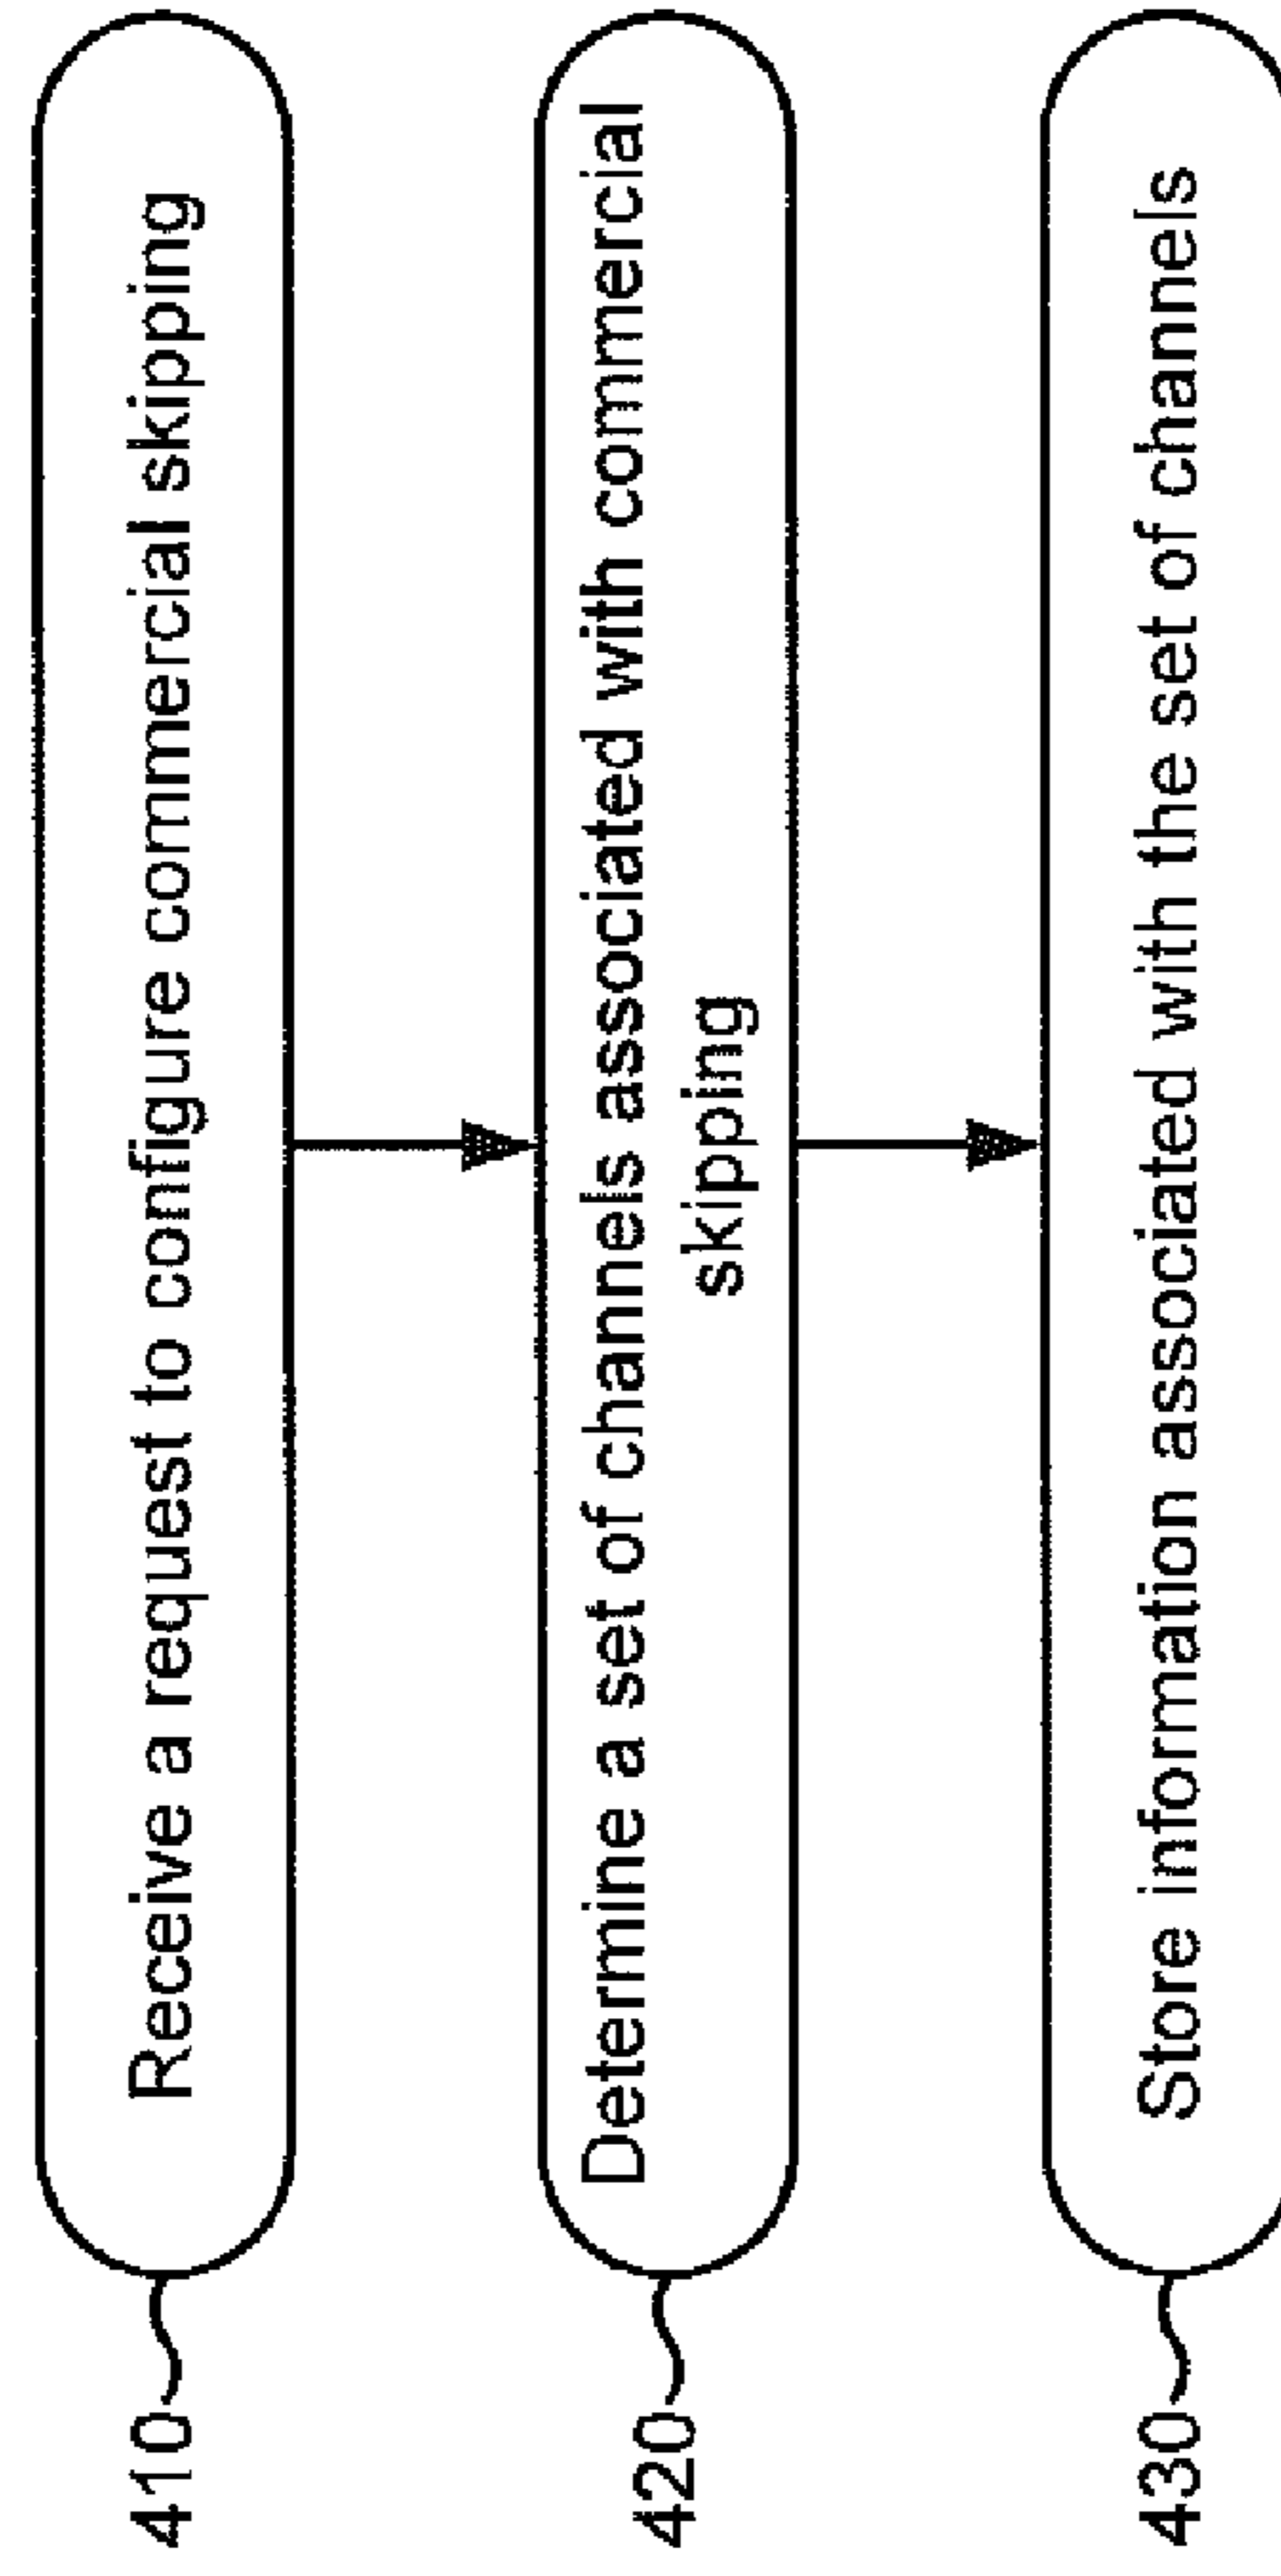 410
Receive a request to configure commercial skipping
420
Determine a set of channels associated with commercial
skipping
430
Store information associated with the set of channels